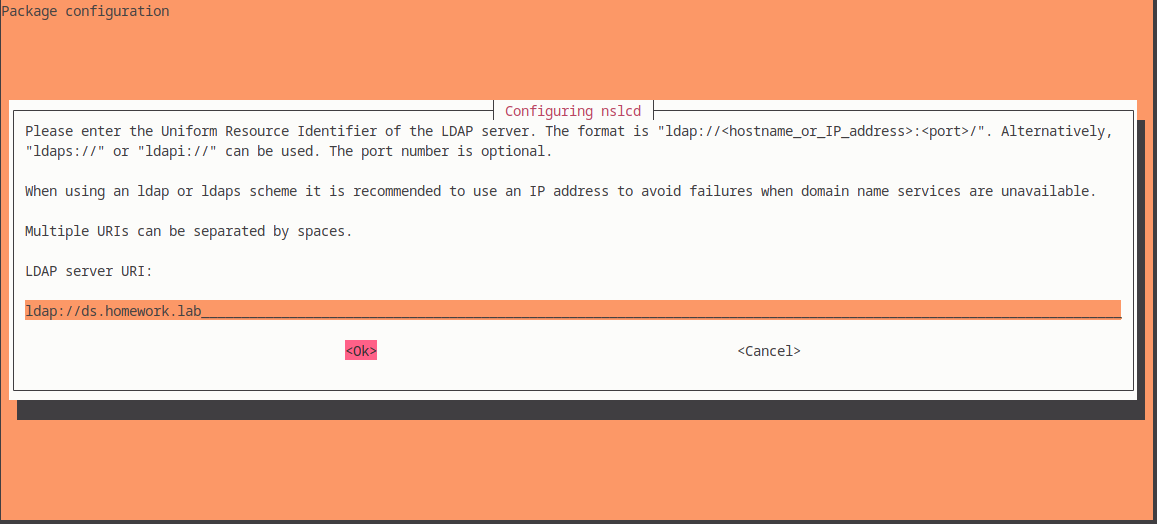 Package configuration
Configuring nslcd
Please enter the Uniform Resource Identifier of the LDAP server. The format is "ldap://<hostname_or_IP_address>:<port>/". Alternatively,
"ldaps://" or "ldapi://" can be used. The port number is optional.
When using an ldap or ldaps scheme it is recommended to use an IP address to avoid failures when domain name services are unavailable.
Multiple URIs can be separated by spaces.
LDAP server URI:
ldap://ds.homework.lab
<Ok> <Cancel>